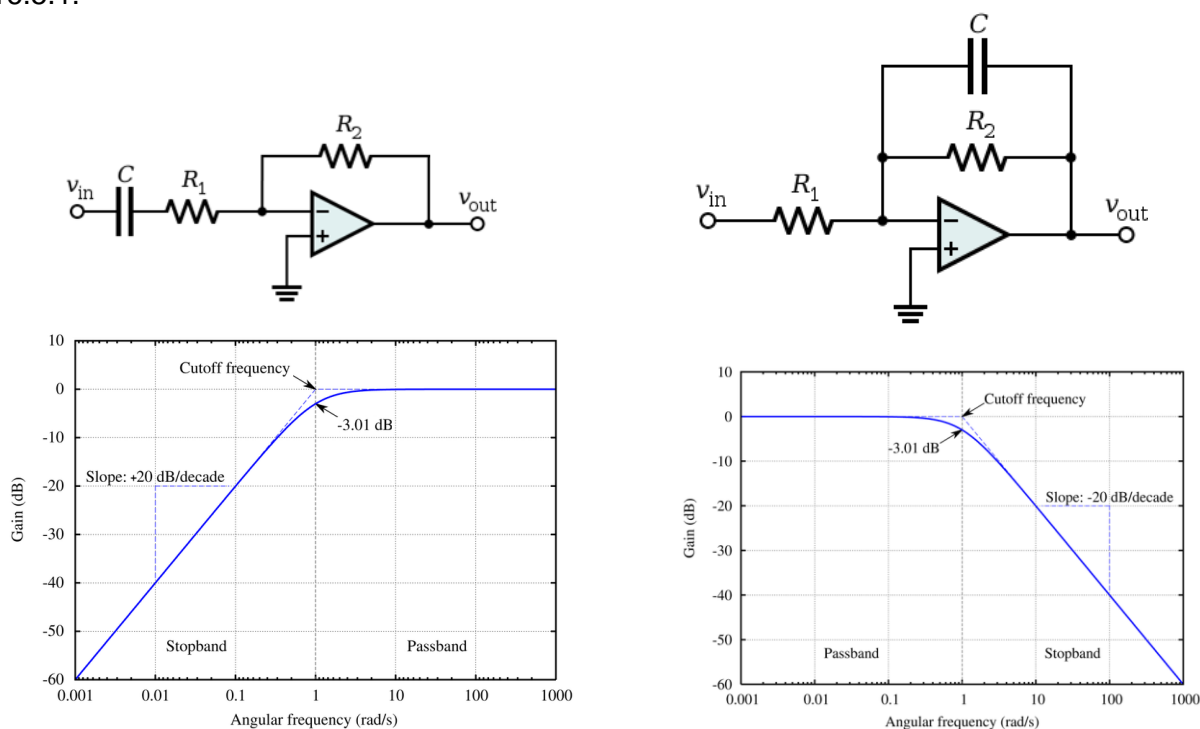 C
R2
vin
C
R1
−
+
vout
C
R2
vin
R1
−
+
vout
10
0
-10
-20
-30
-40
-50
-60
Gain (dB)
Cutoff frequency
-3.01 dB
Slope: +20 dB/decade
Stopband
Passband
0.001
0.01
0.1
1
10
100
1000
Angular frequency (rad/s)
10
0
-10
-20
-30
-40
-50
-60
Gain (dB)
Cutoff frequency
-3.01 dB
Slope: -20 dB/decade
Passband
Stopband
0.001
0.01
0.1
1
10
100
1000
Angular frequency (rad/s)